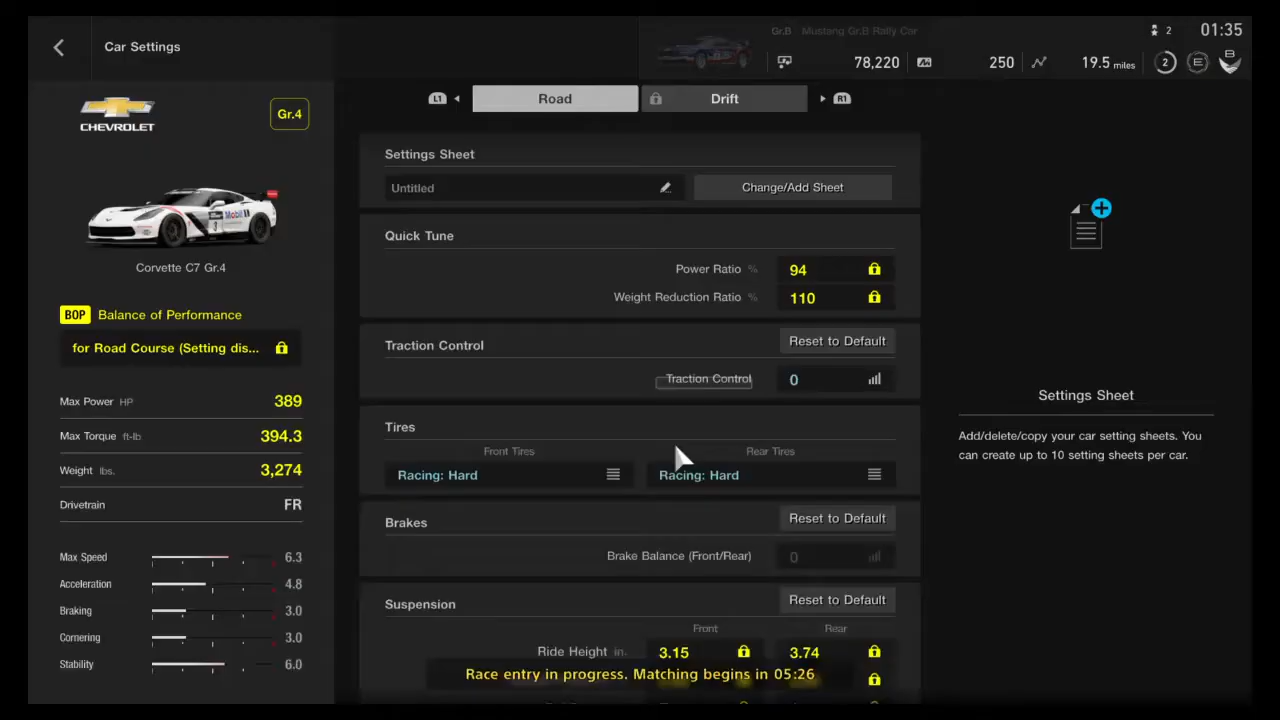 Car Settings
Gr.B Mustang Gr.B Rally Car
2 01:35
78,220 250 19.5 miles 2 E B
CHEVROLET
Gr.4
Corvette C7 Gr.4
BOP Balance of Performance
for Road Course (Setting dis...
Max Power HP 389
Max Torque ft-lb 394.3
Weight lbs. 3,274
Drivetrain FR
Max Speed 6.3
Acceleration 4.8
Braking 3.0
Cornering 3.0
Stability 6.0
L1 Road Drift R1
Settings Sheet
Untitled Change/Add Sheet
Quick Tune
Power Ratio % 94
Weight Reduction Ratio % 110
Traction Control Reset to Default
Traction Control 0
Tires
Front Tires Rear Tires
Racing: Hard Racing: Hard
Brakes Reset to Default
Brake Balance (Front/Rear) 0
Suspension Reset to Default
Front Rear
Ride Height in. 3.15 3.74
Race entry in progress. Matching begins in 05:26
Settings Sheet
Add/delete/copy your car setting sheets. You
can create up to 10 setting sheets per car.